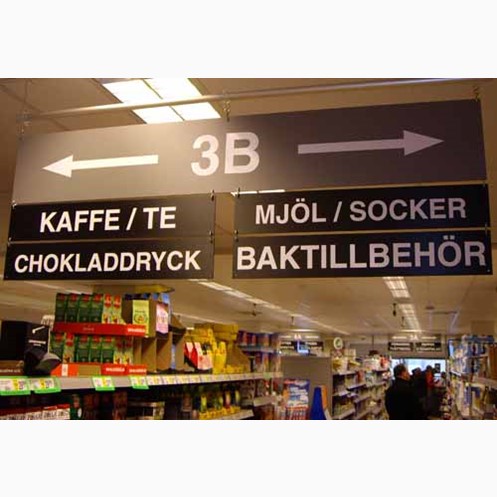 3B
KAFFE / TE
CHOKLADDRYCK
MJÖL / SOCKER
BAKTILLBEHÖR